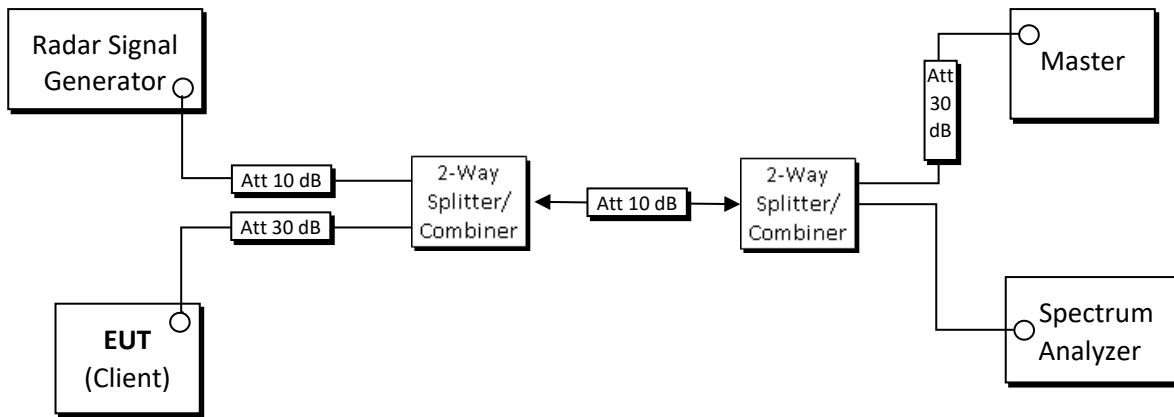 Radar Signal
Generator
Att 10 dB
Att 30 dB
EUT
(Client)
2-Way
Splitter/
Combiner
Att 10 dB
2-Way
Splitter/
Combiner
Att
30
dB
Master
Spectrum
Analyzer